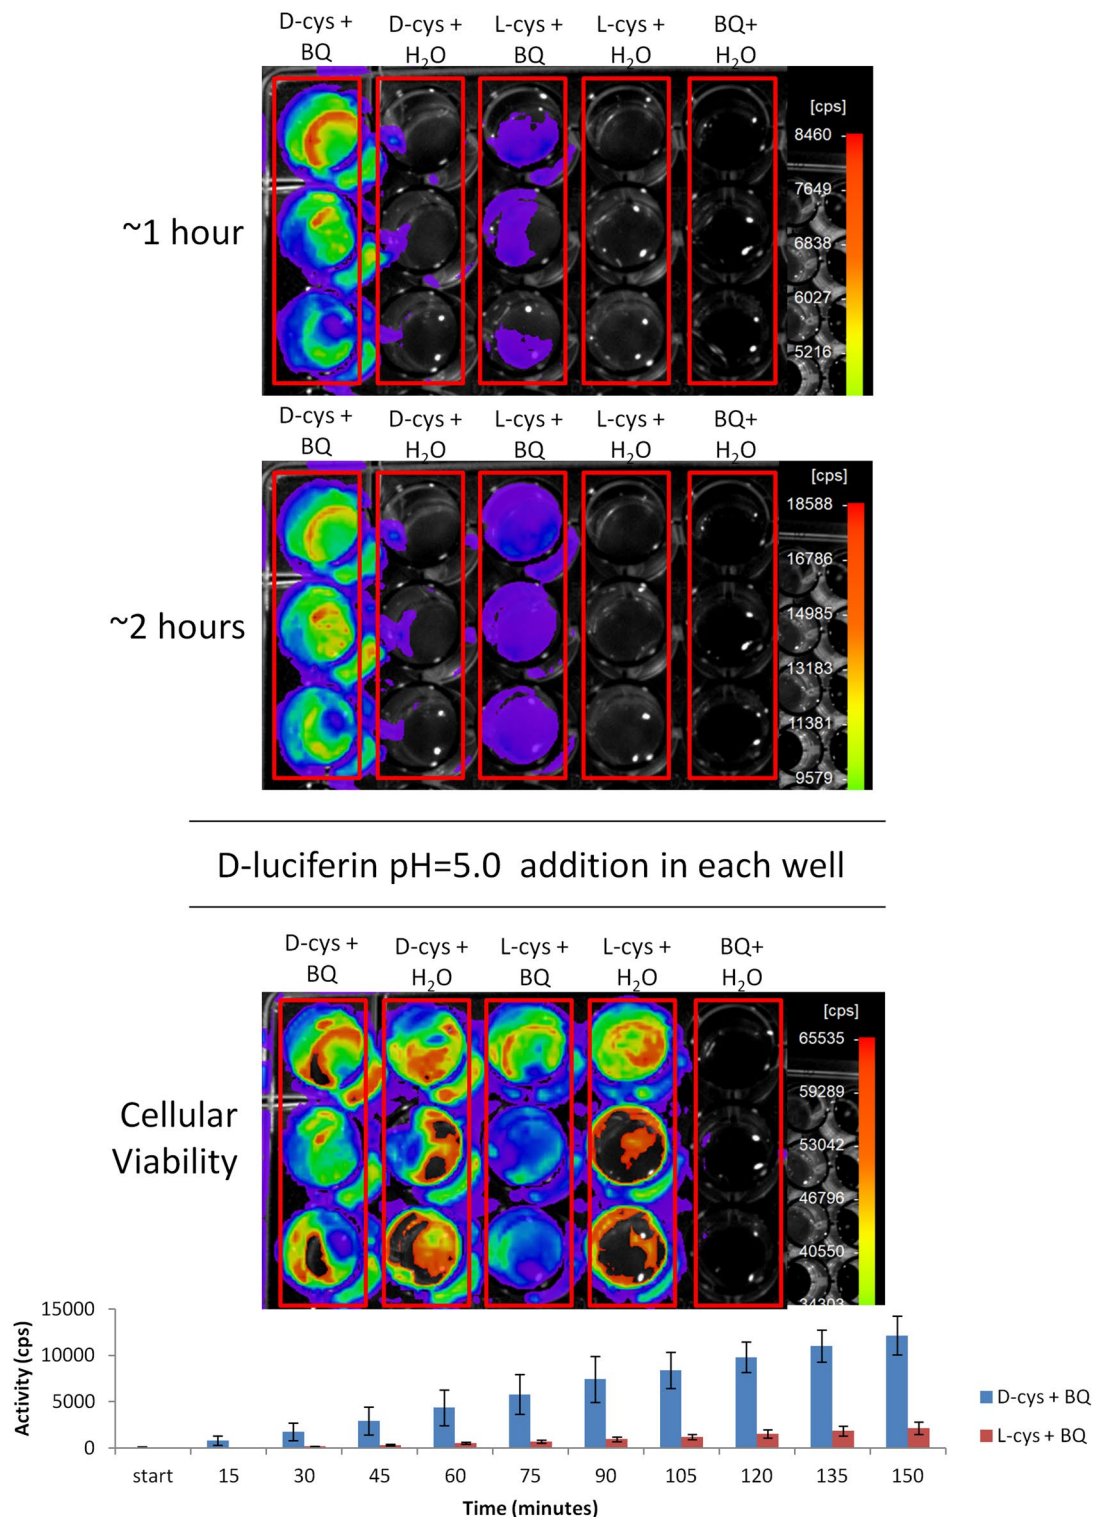 D-cys + D-cys + L-cys + L-cys + BQ+
BQ H₂O BQ H₂O H₂O
[cps]
8460
7649
~1 hour
6838
6027
5216
D-cys + D-cys + L-cys + L-cys + BQ+
BQ H₂O BQ H₂O H₂O
[cps]
18588
16786
14985
~2 hours
13183
11381
9579
D-luciferin pH=5.0 addition in each well
D-cys + D-cys + L-cys + L-cys + BQ+
BQ H₂O BQ H₂O H₂O
[cps]
65535
59289
Cellular
Viability
53042
46796
40550
34303
Activity (cps)
15000
10000
5000
0
start 15 30 45 60 75 90 105 120 135 150
Time (minutes)
D-cys + BQ
L-cys + BQ